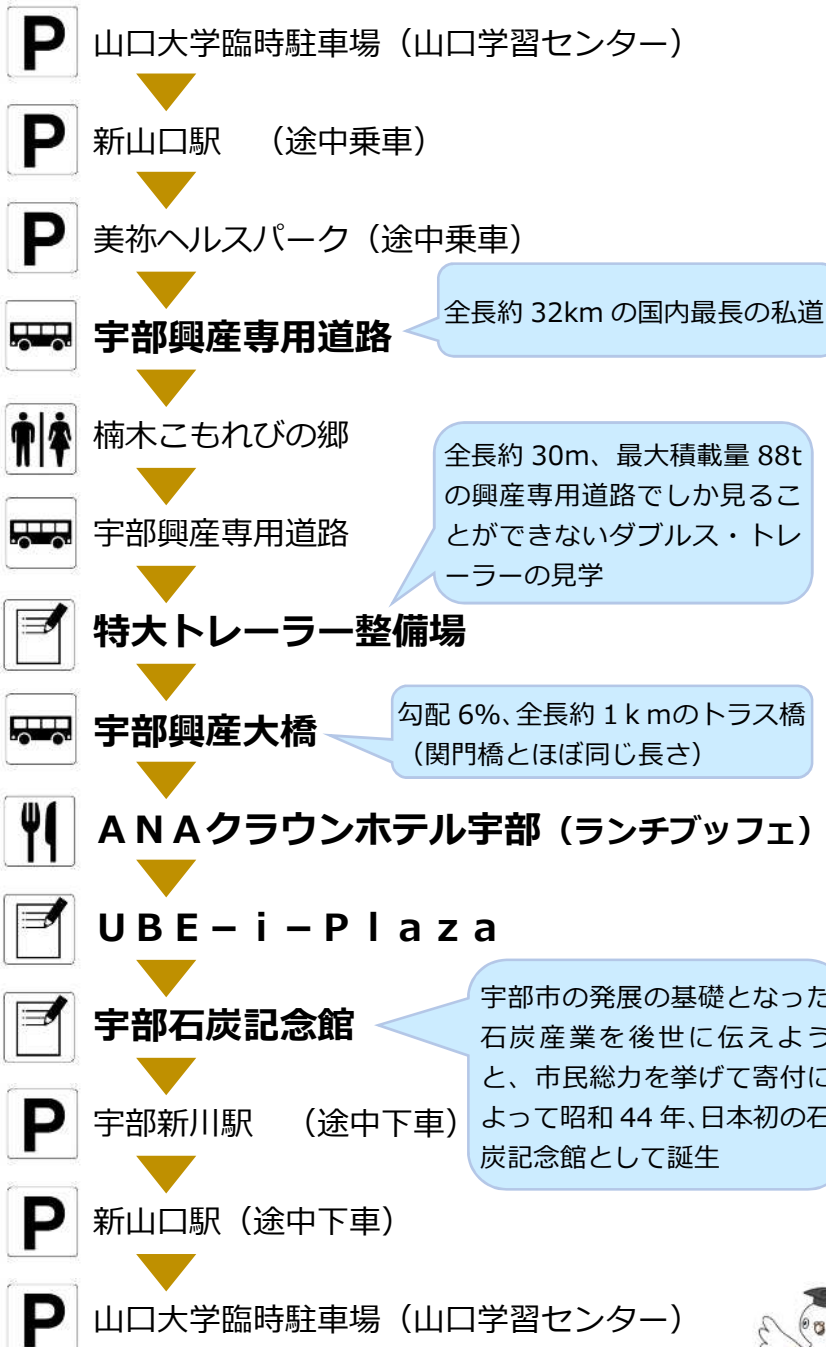 P 山口大学臨時駐車場（山口学習センター）
P 新山口駅　（途中乗車）
P 美祢ヘルスパーク（途中乗車）
宇部興産専用道路
全長約 32km の国内最長の私道
楠木こもれびの郷
全長約 30m、最大積載量 88t
の興産専用道路でしか見るこ
とができないダブルス・トレ
ーラーの見学
宇部興産専用道路
特大トレーラー整備場
宇部興産大橋
勾配 6%、全長約 1ｋｍのトラス橋
（関門橋とほぼ同じ長さ）
ＡＮＡクラウンホテル宇部（ランチブッフェ）
ＵＢＥ－ｉ－Ｐｌａｚａ
宇部石炭記念館
宇部市の発展の基礎となった
石炭産業を後世に伝えよう
と、市民総力を挙げて寄付に
よって昭和 44 年、日本初の石
炭記念館として誕生
P 宇部新川駅　（途中下車）
P 新山口駅（途中下車）
P 山口大学臨時駐車場（山口学習センター）